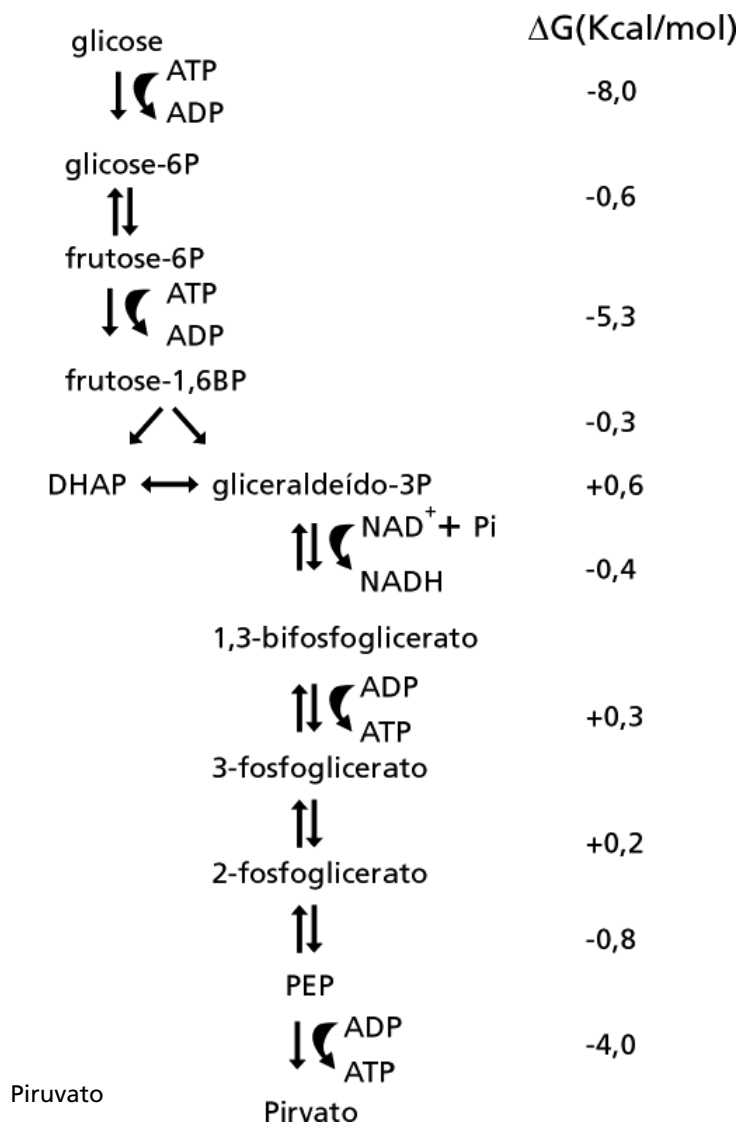 ΔG(Kcal/mol)
glicose
ATP
ADP
-8,0
glicose-6P
-0,6
frutose-6P
ATP
ADP
-5,3
frutose-1,6BP
-0,3
DHAP gliceraldeído-3P +0,6
NAD⁺+ Pi
NADH
-0,4
1,3-bifosfoglicerato
ADP
ATP
+0,3
3-fosfoglicerato
+0,2
2-fosfoglicerato
-0,8
PEP
ADP
ATP
-4,0
Piruvato
Pirvato